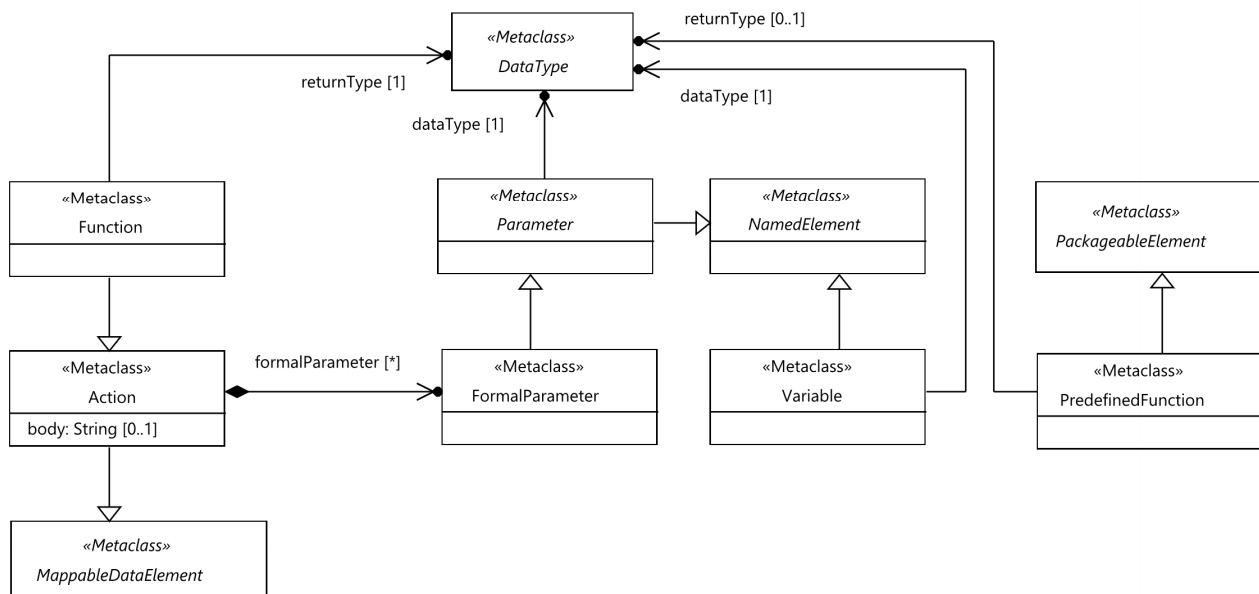 «Metaclass»
DataType
returnType [0..1]
returnType [1]
dataType [1]
dataType [1]
«Metaclass»
Function
«Metaclass»
Parameter
«Metaclass»
NamedElement
«Metaclass»
PackageableElement
«Metaclass»
Action
body: String [0..1]
formalParameter [*]
«Metaclass»
FormalParameter
«Metaclass»
Variable
«Metaclass»
PredefinedFunction
«Metaclass»
MappableDataElement